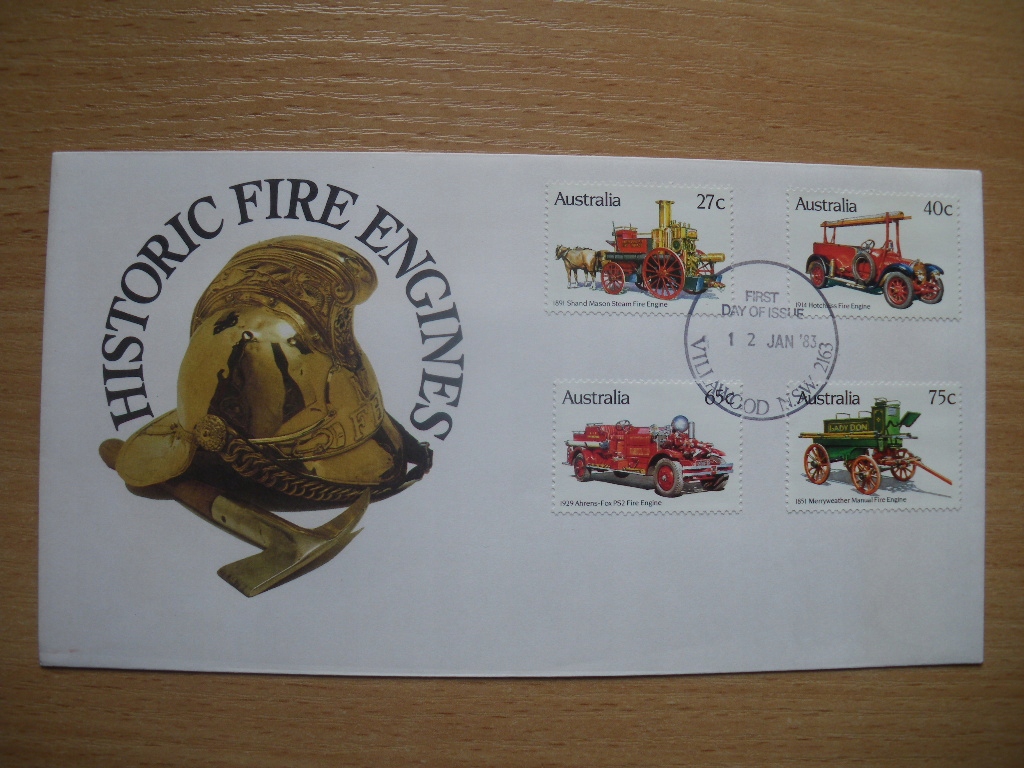 HISTORIC FIRE ENGINES
Australia 27c
1891 Shand Mason Steam Fire Engine
Australia 40c
1914 Hotchkiss Fire Engine
FIRST
DAY OF ISSUE
1 2 JAN '83
VILLAWOOD N.S.W. 2163
Australia 65c
1929 Ahrens-Fox PS2 Fire Engine
Australia 75c
LADY DON
1851 Merryweather Manual Fire Engine